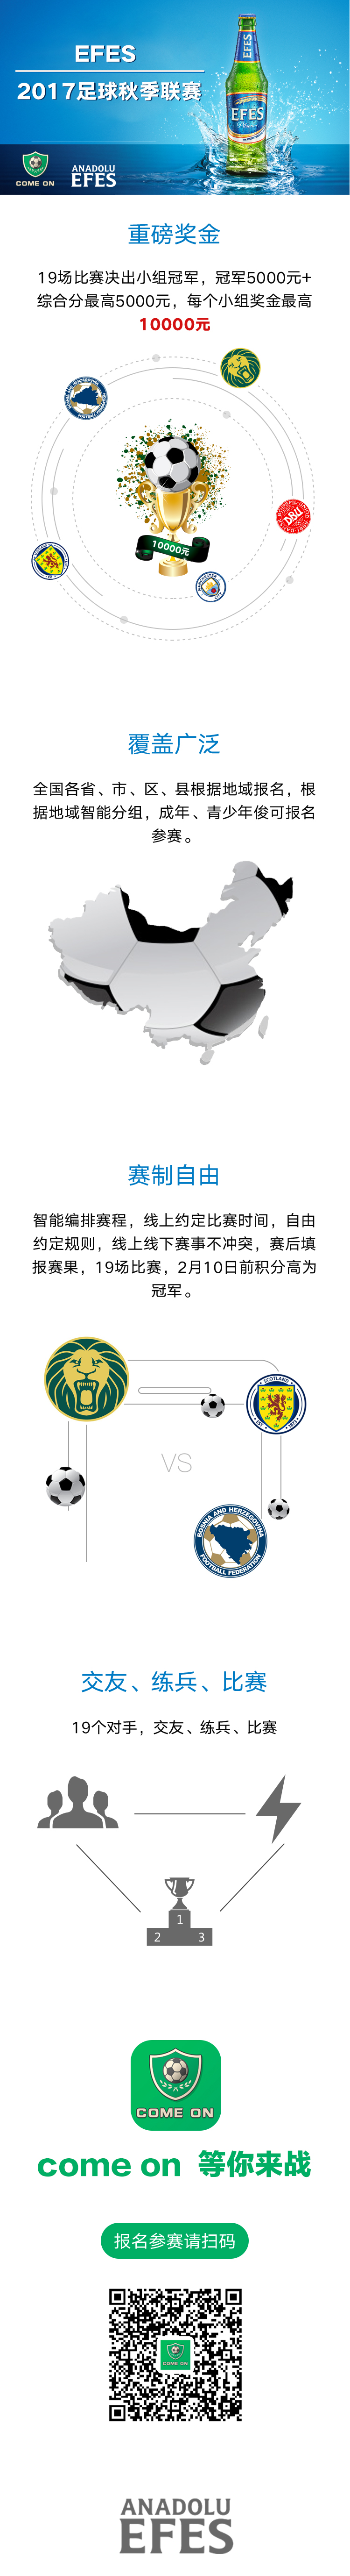 EFES
EFES
2017足球秋季联赛
EFES
Pilsener
COME ON
ANADOLU
EFES
重磅奖金
19场比赛决出小组冠军，冠军5000元+
综合分最高5000元，每个小组奖金最高
10000元
10000元
DBU
覆盖广泛
全国各省、市、区、县根据地域报名，根
据地域智能分组，成年、青少年俊可报名
参赛。
赛制自由
智能编排赛程，线上约定比赛时间，自由
约定规则，线上线下赛事不冲突，赛后填
报赛果，19场比赛，2月10日前积分高为
冠军。
SCOTLAND
EST 1873
VS
BOSNIA AND HERZEGOVINA
FOOTBALL FEDERATION
交友、练兵、比赛
19个对手，交友、练兵、比赛
1
2 3
COME ON
come on 等你来战
报名参赛请扫码
COME ON
ANADOLU
EFES